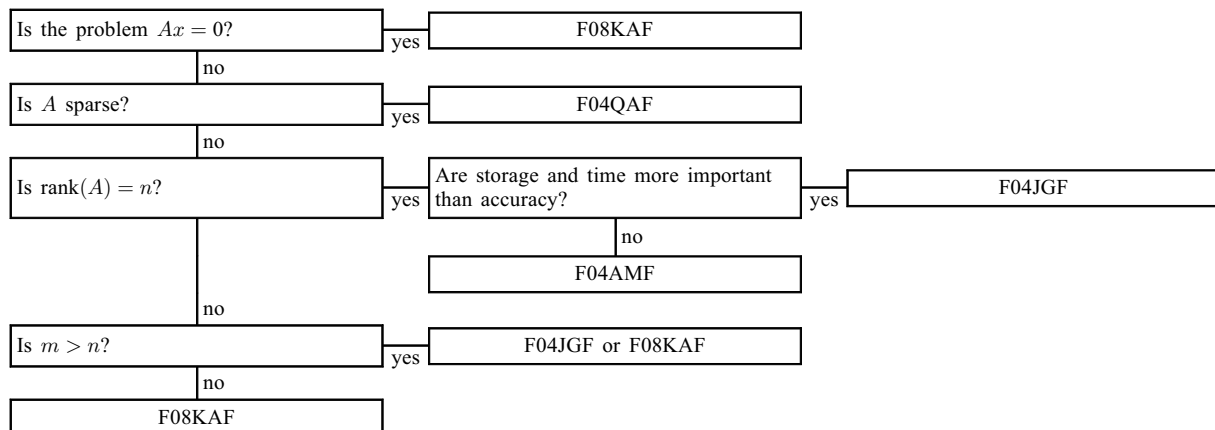 Is the problem Ax = 0?
yes
F08KAF
no
Is A sparse?
yes
F04QAF
no
Is rank(A) = n?
yes
Are storage and time more important
than accuracy?
yes
F04JGF
no
F04AMF
no
Is m > n?
yes
F04JGF or F08KAF
no
F08KAF